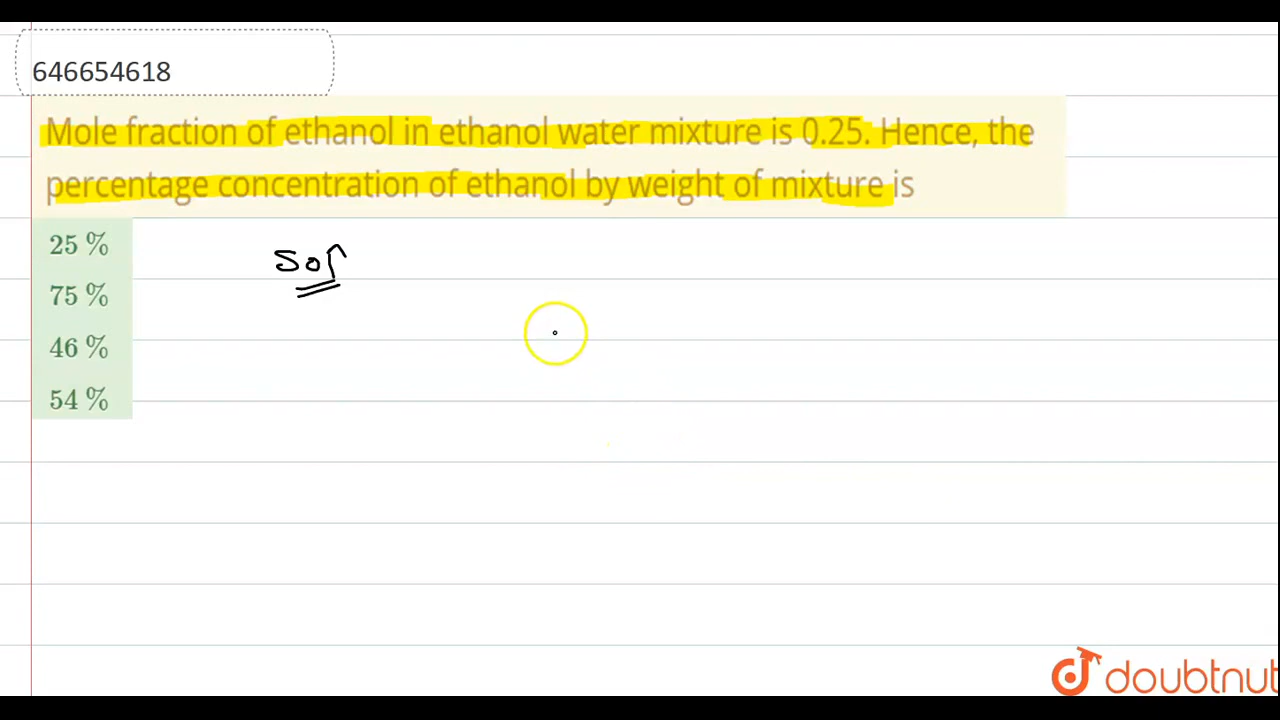 646654618
Mole fraction of ethanol in ethanol water mixture is 0.25. Hence, the
percentage concentration of ethanol by weight of mixture is
25 %
75 %
46 %
54 %
doubtnut